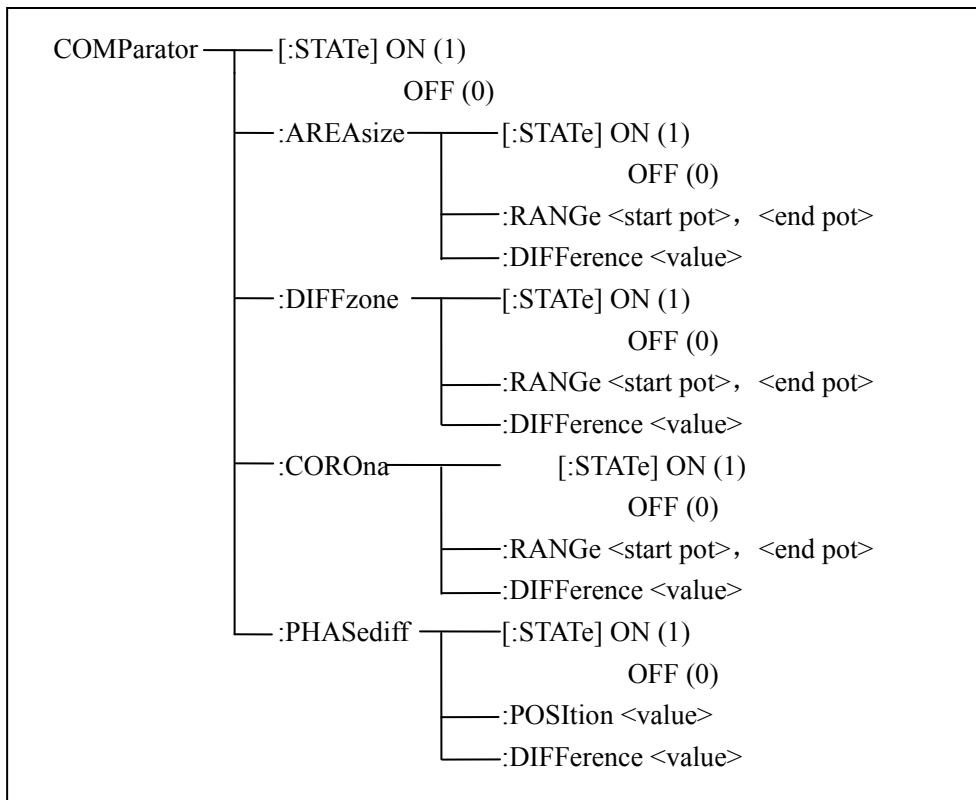 COMParator [:STATe] ON (1)
OFF (0)
:AREAsize [:STATe] ON (1)
OFF (0)
:RANGe <start pot>， <end pot>
:DIFFerence <value>
:DIFFzone [:STATe] ON (1)
OFF (0)
:RANGe <start pot>， <end pot>
:DIFFerence <value>
:COROna [:STATe] ON (1)
OFF (0)
:RANGe <start pot>， <end pot>
:DIFFerence <value>
:PHASediff [:STATe] ON (1)
OFF (0)
:POSItion <value>
:DIFFerence <value>